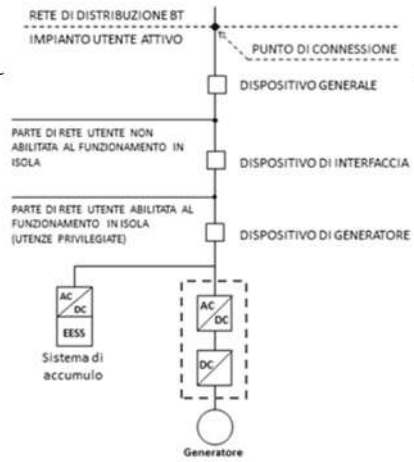 RETE DI DISTRIBUZIONE BT
IMPIANTO UTENTE ATTIVO
PUNTO DI CONNESSIONE
DISPOSITIVO GENERALE
PARTE DI RETE UTENTE NON
ABILITATA AL FUNZIONAMENTO IN
ISOLA
DISPOSITIVO DI INTERFACCIA
PARTE DI RETE UTENTE ABILITATA AL
FUNZIONAMENTO IN ISOLA
(UTENZE PRIVILEGIATE)
DISPOSITIVO DI GENERATORE
AC
DC
EESS
Sistema di
accumulo
AC
DC
DC
Generatore